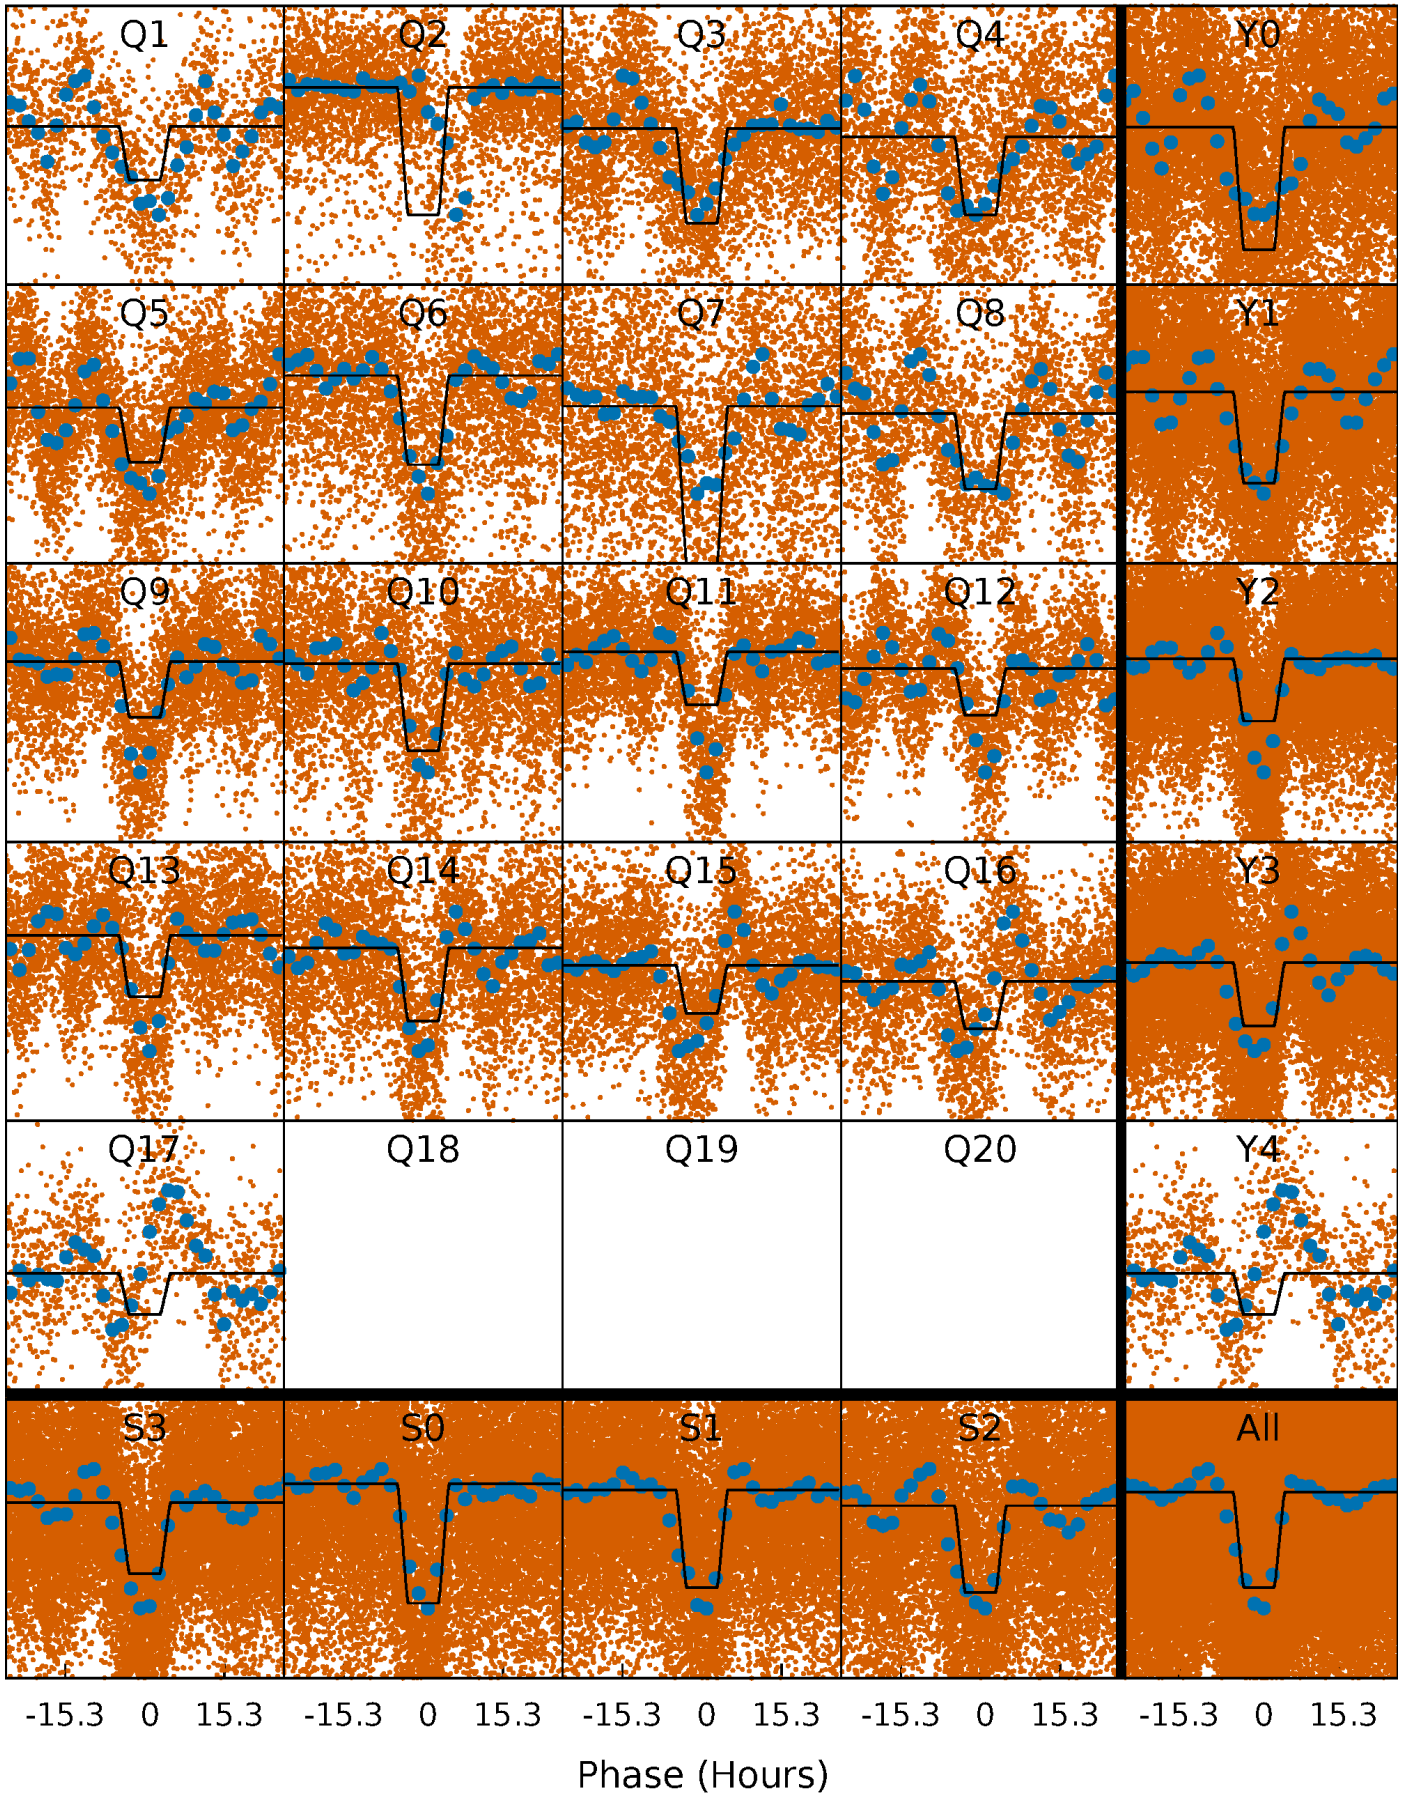 Q1 Q2 Q3 Q4 Y0
Q5 Q6 Q7 Q8 Y1
Q9 Q10 Q11 Q12 Y2
Q13 Q14 Q15 Q16 Y3
Q17 Q18 Q19 Q20 Y4
S3 S0 S1 S2 All
-15.3 0 15.3 -15.3 0 15.3 -15.3 0 15.3 -15.3 0 15.3 -15.3 0 15.3
Phase (Hours)